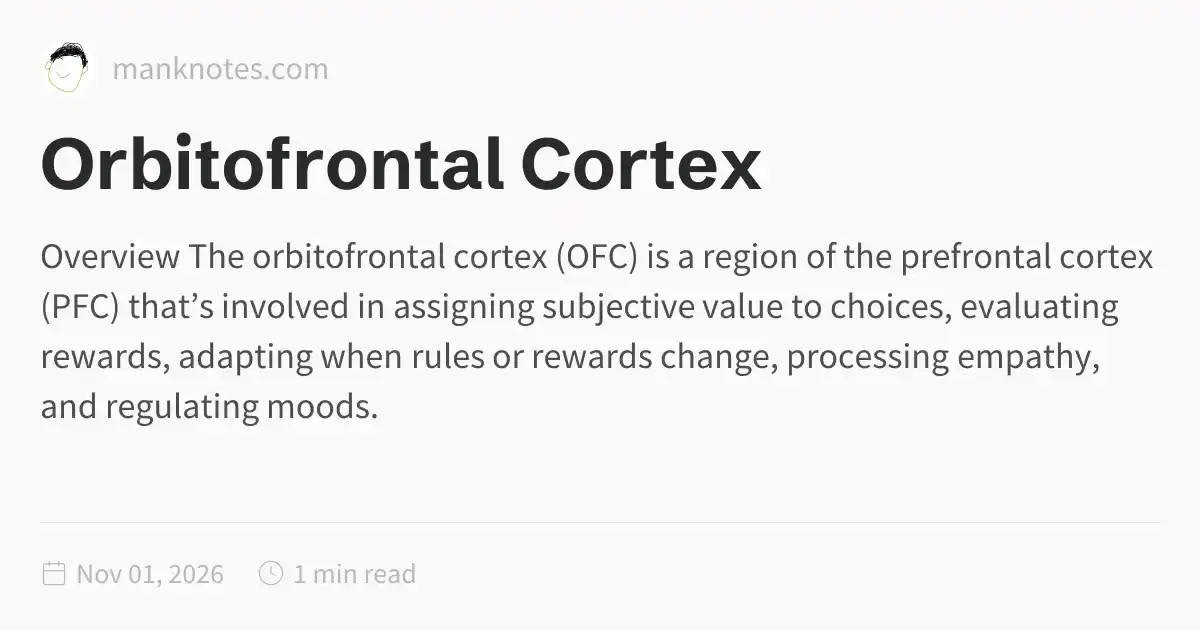 manknotes.com
Orbitofrontal Cortex
Overview The orbitofrontal cortex (OFC) is a region of the prefrontal cortex
(PFC) that’s involved in assigning subjective value to choices, evaluating
rewards, adapting when rules or rewards change, processing empathy,
and regulating moods.
Nov 01, 2026 1 min read